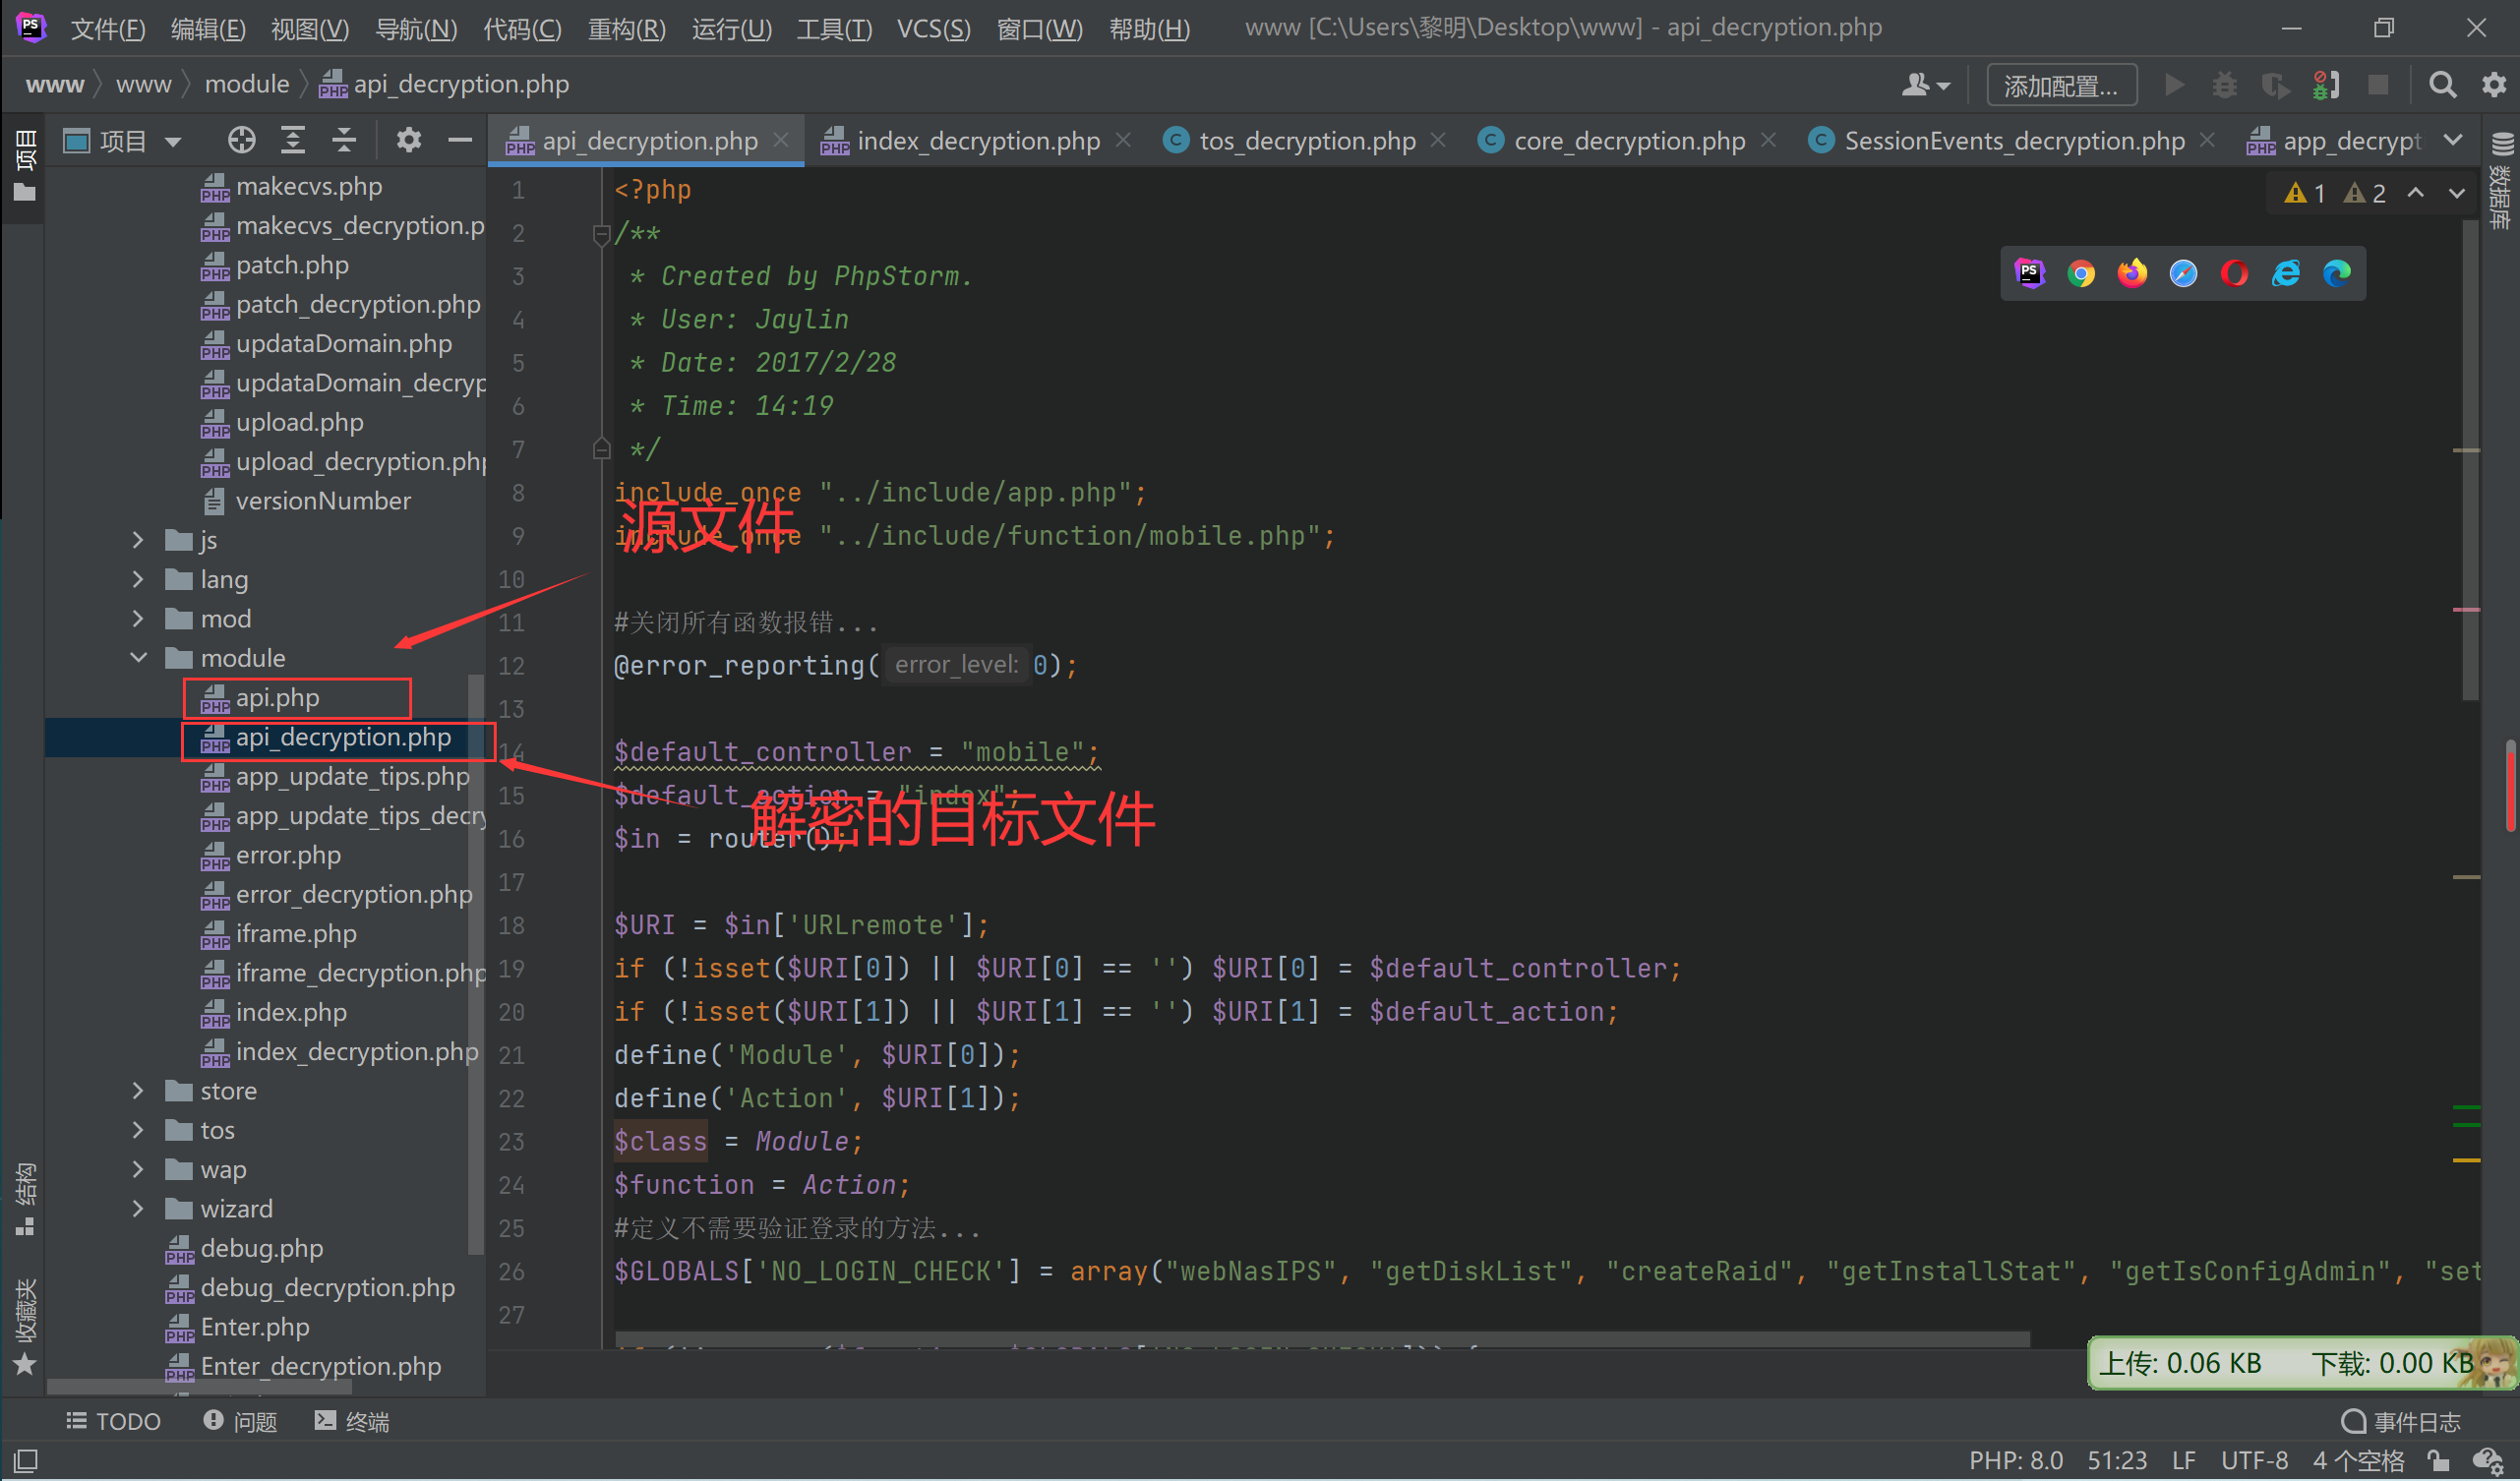 文件(F) 编辑(E) 视图(V) 导航(N) 代码(C) 重构(R) 运行(U) 工具(T) VCS(S) 窗口(W) 帮助(H) www [C:\Users\黎明\Desktop\www] - api_decryption.php
www www module api_decryption.php 添加配置...
项目 api_decryption.php index_decryption.php tos_decryption.php core_decryption.php SessionEvents_decryption.php app_decrypt
项目
数据库
结构
收藏夹
makecvs.php
makecvs_decryption.p
patch.php
patch_decryption.php
updataDomain.php
updataDomain_decryp
upload.php
upload_decryption.php
versionNumber
js
lang
mod
module
api.php
api_decryption.php
app_update_tips.php
app_update_tips_decry
error.php
error_decryption.php
iframe.php
iframe_decryption.php
index.php
index_decryption.php
store
tos
wap
wizard
debug.php
debug_decryption.php
Enter.php
Enter_decryption.php
1 2
1 <?php
2 /**
3 * Created by PhpStorm.
4 * User: Jaylin
5 * Date: 2017/2/28
6 * Time: 14:19
7 */
8 include_once "../include/app.php";
9 include_once "../include/function/mobile.php";
10
11 #关闭所有函数报错...
12 @error_reporting( error_level: 0);
13
14 $default_controller = "mobile";
15 $default_action = "index";
16 $in = router();
17
18 $URI = $in['URLremote'];
19 if (!isset($URI[0]) || $URI[0] == '') $URI[0] = $default_controller;
20 if (!isset($URI[1]) || $URI[1] == '') $URI[1] = $default_action;
21 define('Module', $URI[0]);
22 define('Action', $URI[1]);
23 $class = Module;
24 $function = Action;
25 #定义不需要验证登录的方法...
26 $GLOBALS['NO_LOGIN_CHECK'] = array("webNasIPS", "getDiskList", "createRaid", "getInstallStat", "getIsConfigAdmin", "set
27
源文件
解密的目标文件
上传: 0.06 KB 下载: 0.00 KB
TODO 问题 终端 事件日志
PHP: 8.0 51:23 LF UTF-8 4 个空格